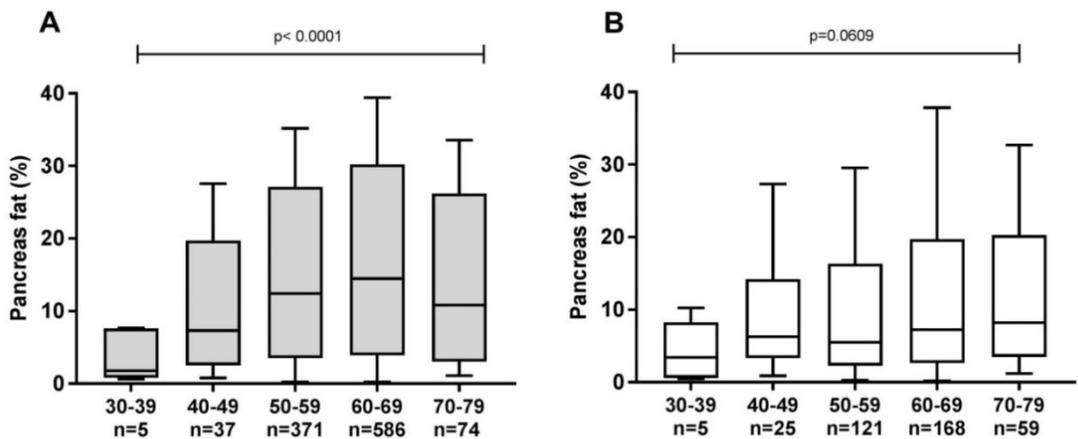 A
p< 0.0001
Pancreas fat (%)
40
30
20
10
0
30-39 40-49 50-59 60-69 70-79
n=5 n=37 n=371 n=586 n=74
B
p=0.0609
Pancreas fat (%)
40
30
20
10
0
30-39 40-49 50-59 60-69 70-79
n=5 n=25 n=121 n=168 n=59